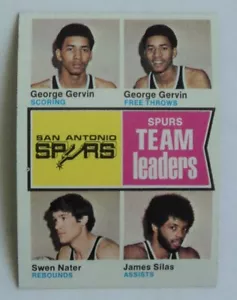 George Gervin George Gervin
SCORING FREE THROWS
SAN ANTONIO
SPURS
SPURS
TEAM
leaders
Swen Nater James Silas
REBOUNDS ASSISTS